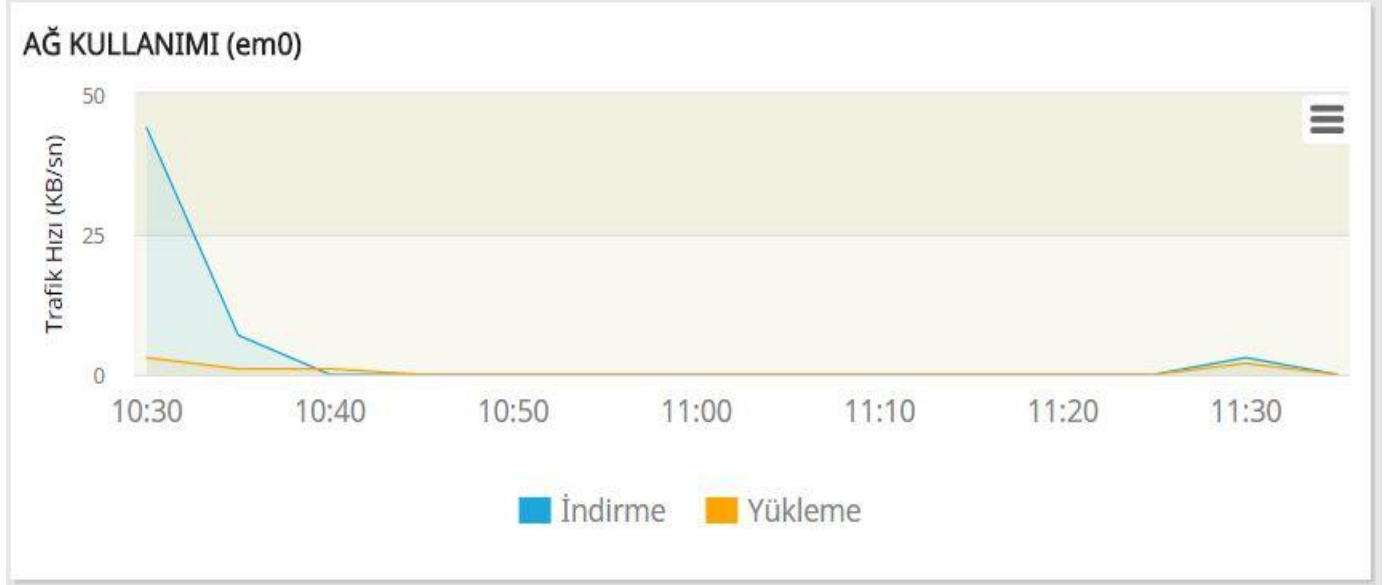 AĞ KULLANIMI (em0)
Trafik Hızı (KB/sn)
50
25
0
10:30 10:40 10:50 11:00 11:10 11:20 11:30
İndirme Yükleme